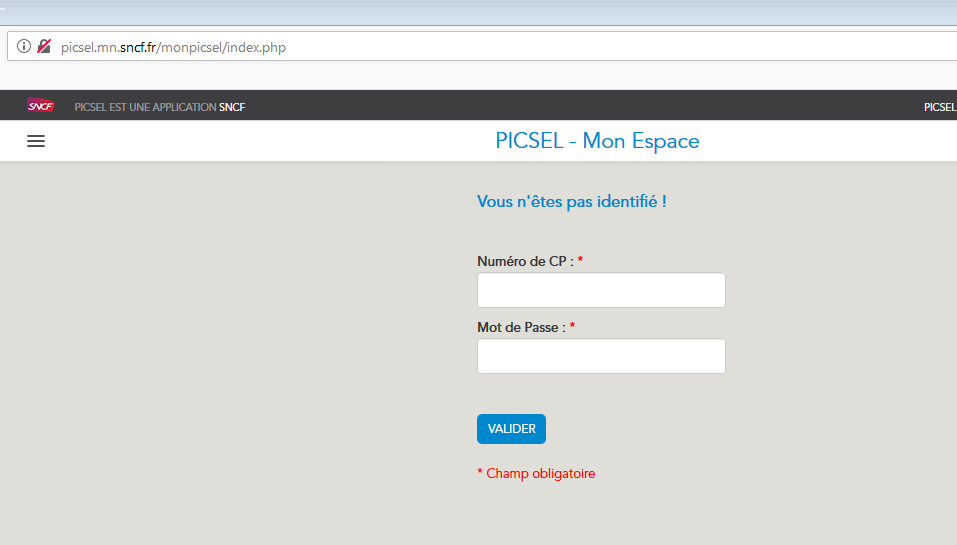 picsel.mn.sncf.fr/monpicsel/index.php
SNCF PICSEL EST UNE APPLICATION SNCF PICSEL
PICSEL - Mon Espace
Vous n'êtes pas identifié !
Numéro de CP : *
Mot de Passe : *
VALIDER
* Champ obligatoire